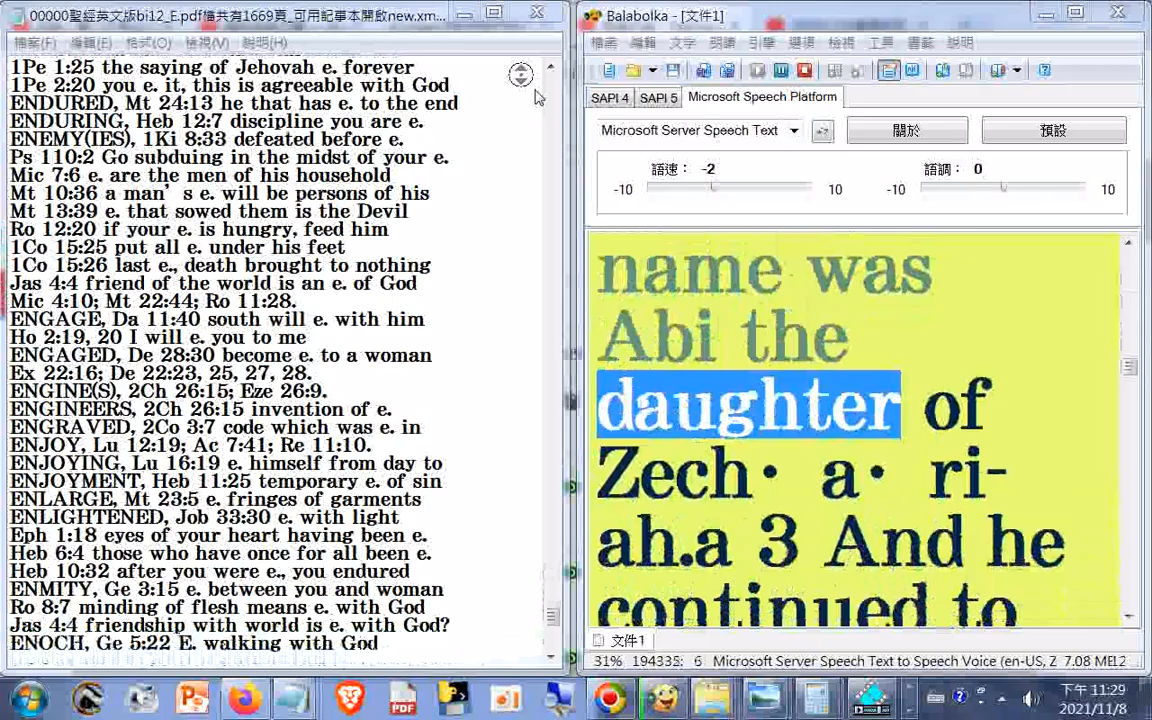 00000聖經英文版bi12_E.pdf檔共有1669頁_可用記事本開啟new.xm...
檔案(F) 編輯(E) 格式(O) 檢視(V) 說明(H)
1Pe 1:25 the saying of Jehovah e. forever
1Pe 2:20 you e. it, this is agreeable with God
ENDURED, Mt 24:13 he that has e. to the end
ENDURING, Heb 12:7 discipline you are e.
ENEMY(IES), 1Ki 8:33 defeated before e.
Ps 110:2 Go subduing in the midst of your e.
Mic 7:6 e. are the men of his household
Mt 10:36 a man’s e. will be persons of his
Mt 13:39 e. that sowed them is the Devil
Ro 12:20 if your e. is hungry, feed him
1Co 15:25 put all e. under his feet
1Co 15:26 last e., death brought to nothing
Jas 4:4 friend of the world is an e. of God
Mic 4:10; Mt 22:44; Ro 11:28.
ENGAGE, Da 11:40 south will e. with him
Ho 2:19, 20 I will e. you to me
ENGAGED, De 28:30 become e. to a woman
Ex 22:16; De 22:23, 25, 27, 28.
ENGINE(S), 2Ch 26:15; Eze 26:9.
ENGINEERS, 2Ch 26:15 invention of e.
ENGRAVED, 2Co 3:7 code which was e. in
ENJOY, Lu 12:19; Ac 7:41; Re 11:10.
ENJOYING, Lu 16:19 e. himself from day to
ENJOYMENT, Heb 11:25 temporary e. of sin
ENLARGE, Mt 23:5 e. fringes of garments
ENLIGHTENED, Job 33:30 e. with light
Eph 1:18 eyes of your heart having been e.
Heb 6:4 those who have once for all been e.
Heb 10:32 after you were e., you endured
ENMITY, Ge 3:15 e. between you and woman
Ro 8:7 minding of flesh means e. with God
Jas 4:4 friendship with world is e. with God?
ENOCH, Ge 5:22 E. walking with God
Balabolka - [文件1]
檔案 編輯 文字 朗讀 引擎 選項 檢視 工具 書籤 說明
SAPI 4 SAPI 5 Microsoft Speech Platform
Microsoft Server Speech Text 關於 預設
語速： -2 語調： 0
-10 10 -10 10
name was
Abi the
daughter of
Zech· a· ri-
ah.a 3 And he
continued to
文件1
31% 194335: 6 Microsoft Server Speech Text to Speech Voice (en-US, Z 7.08 ME12
PDF
下午 11:29
2021/11/8